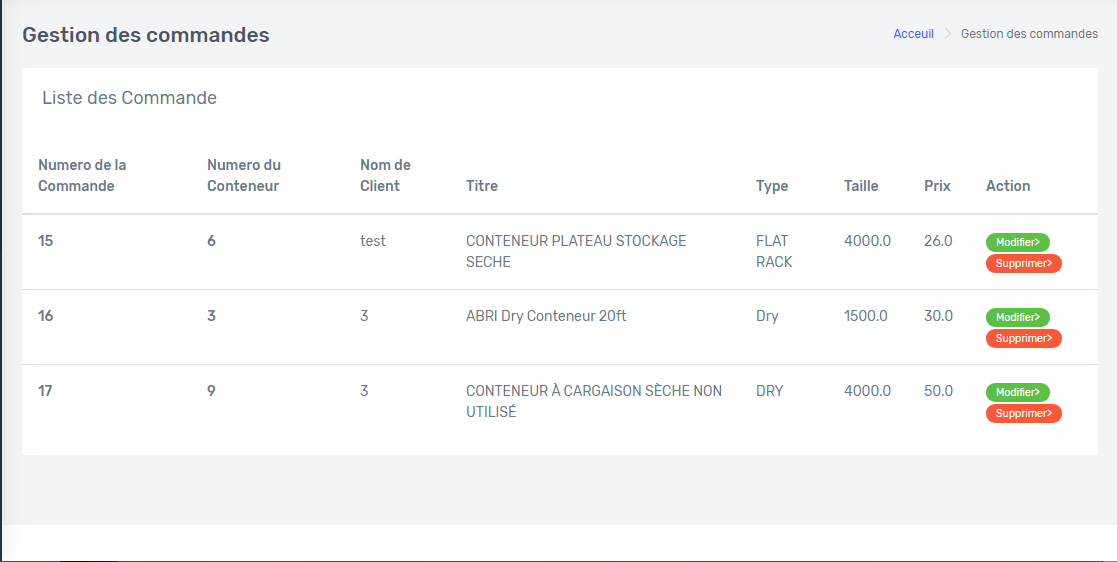 Gestion des commandes
Acceuil > Gestion des commandes
Liste des Commande
Numero de la Commande
Numero du Conteneur
Nom de Client
Titre
Type
Taille
Prix
Action
15 6 test CONTENEUR PLATEAU STOCKAGE SECHE FLAT RACK 4000.0 26.0
Modifier>
Supprimer>
16 3 3 ABRI Dry Conteneur 20ft Dry 1500.0 30.0
Modifier>
Supprimer>
17 9 3 CONTENEUR À CARGAISON SÈCHE NON UTILISÉ DRY 4000.0 50.0
Modifier>
Supprimer>